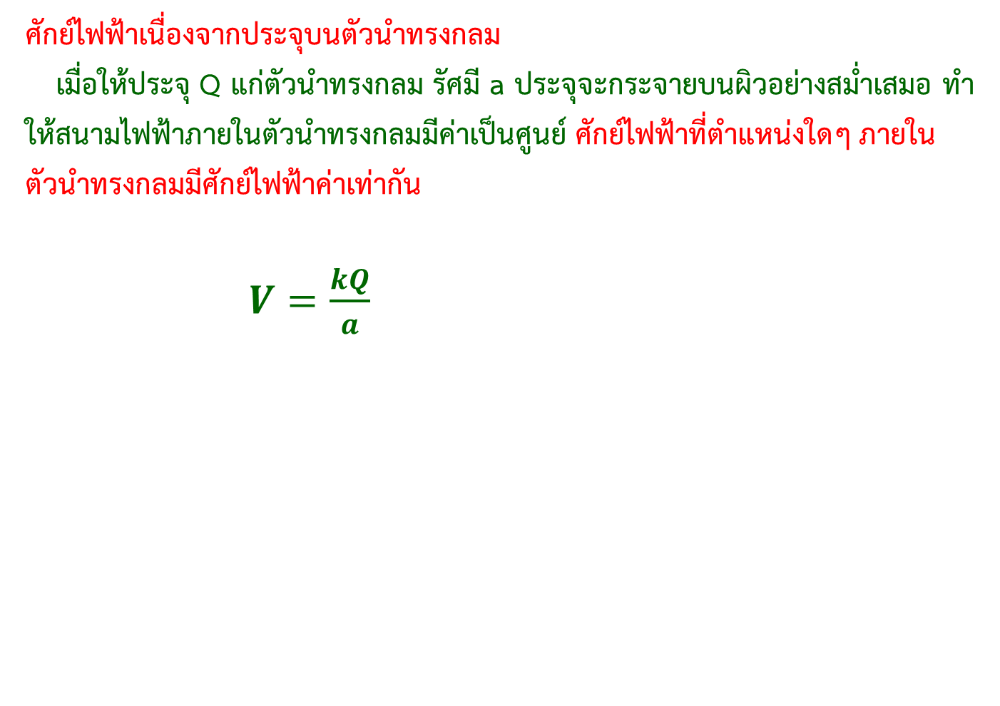 ศักย์ไฟฟ้าเนื่องจากประจุบนตัวนำทรงกลม
เมื่อให้ประจุ Q แก่ตัวนำทรงกลม รัศมี a ประจุจะกระจายบนผิวอย่างสม่ำเสมอ ทำ
ให้สนามไฟฟ้าภายในตัวนำทรงกลมมีค่าเป็นศูนย์ ศักย์ไฟฟ้าที่ตำแหน่งใดๆ ภายใน
ตัวนำทรงกลมมีศักย์ไฟฟ้าค่าเท่ากัน
V = kQ/a